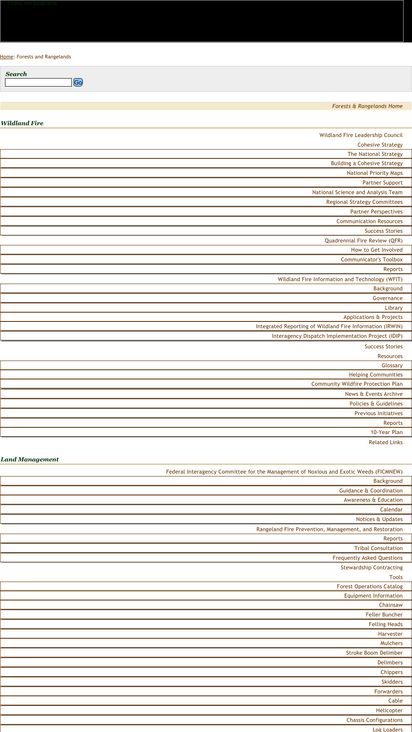 Home: Forests and Rangelands
Search
Go
Forests & Rangelands Home
Wildland Fire
Wildland Fire Leadership Council
Cohesive Strategy
The National Strategy
Building a Cohesive Strategy
National Priority Maps
Partner Support
National Science and Analysis Team
Regional Strategy Committees
Partner Perspectives
Communication Resources
Success Stories
Quadrennial Fire Review (QFR)
How to Get Involved
Communicator's Toolbox
Reports
Wildland Fire Information and Technology (WFIT)
Background
Governance
Library
Applications & Projects
Integrated Reporting of Wildland Fire Information (IRWIN)
Interagency Dispatch Implementation Project (IDIP)
Success Stories
Resources
Glossary
Helping Communities
Community Wildfire Protection Plan
News & Events Archive
Policies & Guidelines
Previous Initiatives
Reports
10-Year Plan
Related Links
Land Management
Federal Interagency Committee for the Management of Noxious and Exotic Weeds (FICMNEW)
Background
Guidance & Coordination
Awareness & Education
Calendar
Notices & Updates
Rangeland Fire Prevention, Management, and Restoration
Reports
Tribal Consultation
Frequently Asked Questions
Stewardship Contracting
Tools
Forest Operations Catalog
Equipment Information
Chainsaw
Feller Buncher
Felling Heads
Harvester
Mulchers
Stroke Boom Delimber
Delimbers
Chippers
Skidders
Forwarders
Cable
Helicopter
Chassis Configurations
Log Loaders